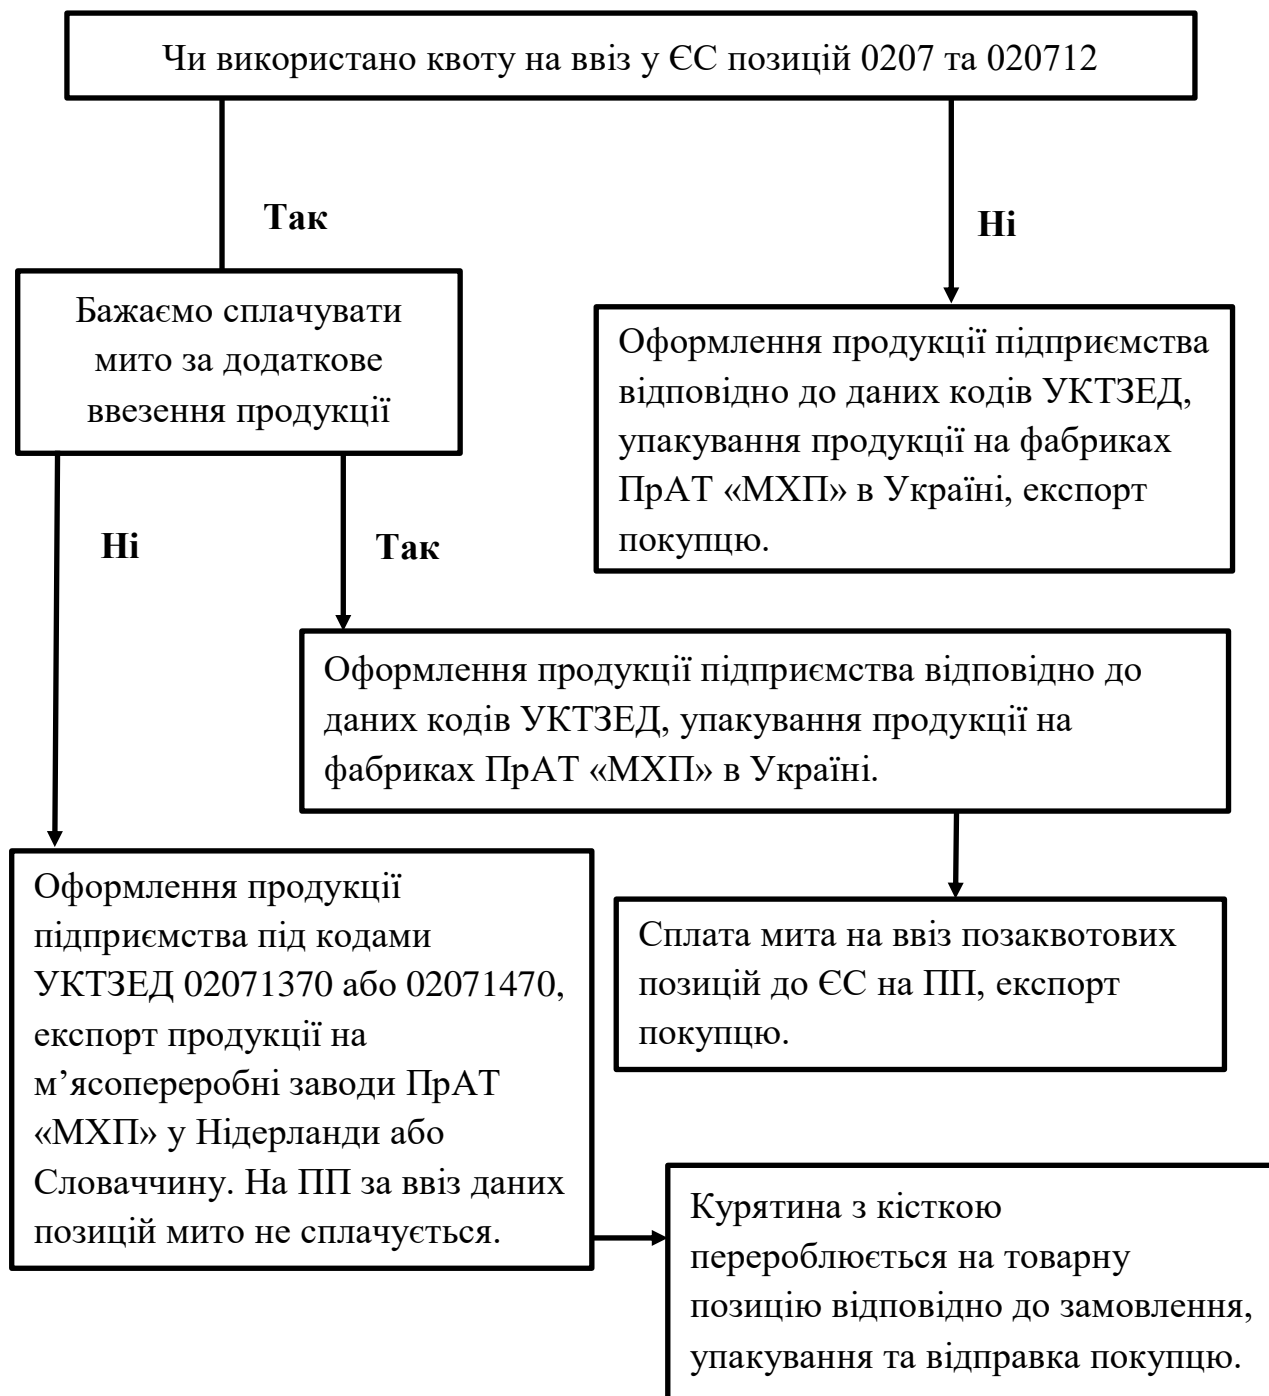 Чи використано квоту на ввіз у ЄС позицій 0207 та 020712
Так
Ні
Бажаємо сплачувати
мито за додаткове
ввезення продукції
Оформлення продукції підприємства
відповідно до даних кодів УКТЗЕД,
упакування продукції на фабриках
ПрАТ «МХП» в Україні, експорт
покупцю.
Ні
Так
Оформлення продукції підприємства відповідно до
даних кодів УКТЗЕД, упакування продукції на
фабриках ПрАТ «МХП» в Україні.
Оформлення продукції
підприємства під кодами
УКТЗЕД 02071370 або 02071470,
експорт продукції на
м’ясопереробні заводи ПрАТ
«МХП» у Нідерланди або
Словаччину. На ПП за ввіз даних
позицій мито не сплачується.
Сплата мита на ввіз позаквотових
позицій до ЄС на ПП, експорт
покупцю.
Курятина з кісткою
перероблюється на товарну
позицію відповідно до замовлення,
упакування та відправка покупцю.